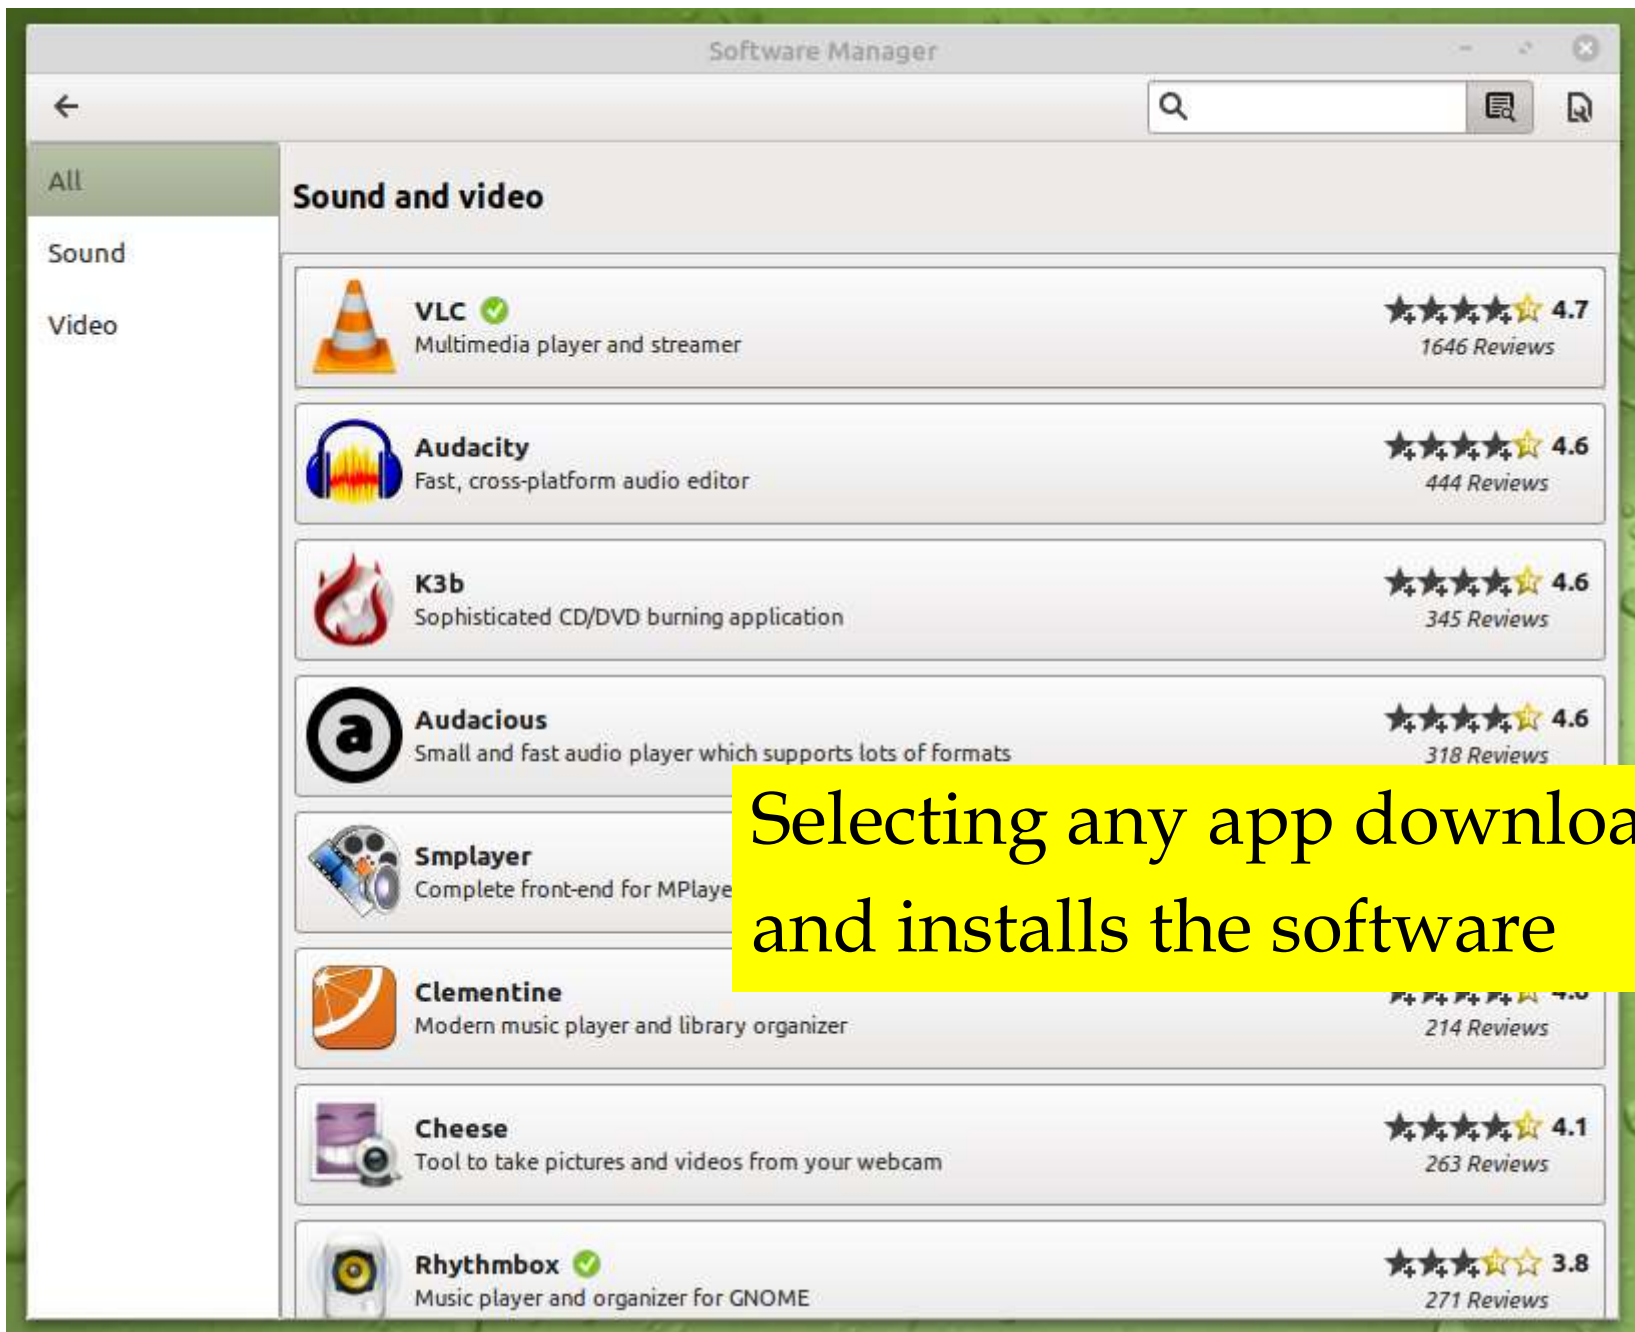 Software Manager
All
Sound
Video
Sound and video
VLC
Multimedia player and streamer
4.7
1646 Reviews
Audacity
Fast, cross-platform audio editor
4.6
444 Reviews
K3b
Sophisticated CD/DVD burning application
4.6
345 Reviews
Audacious
Small and fast audio player which supports lots of formats
4.6
318 Reviews
Selecting any app downloa
and installs the software
Smplayer
Complete front-end for MPlaye
Clementine
Modern music player and library organizer
214 Reviews
Cheese
Tool to take pictures and videos from your webcam
4.1
263 Reviews
Rhythmbox
Music player and organizer for GNOME
3.8
271 Reviews